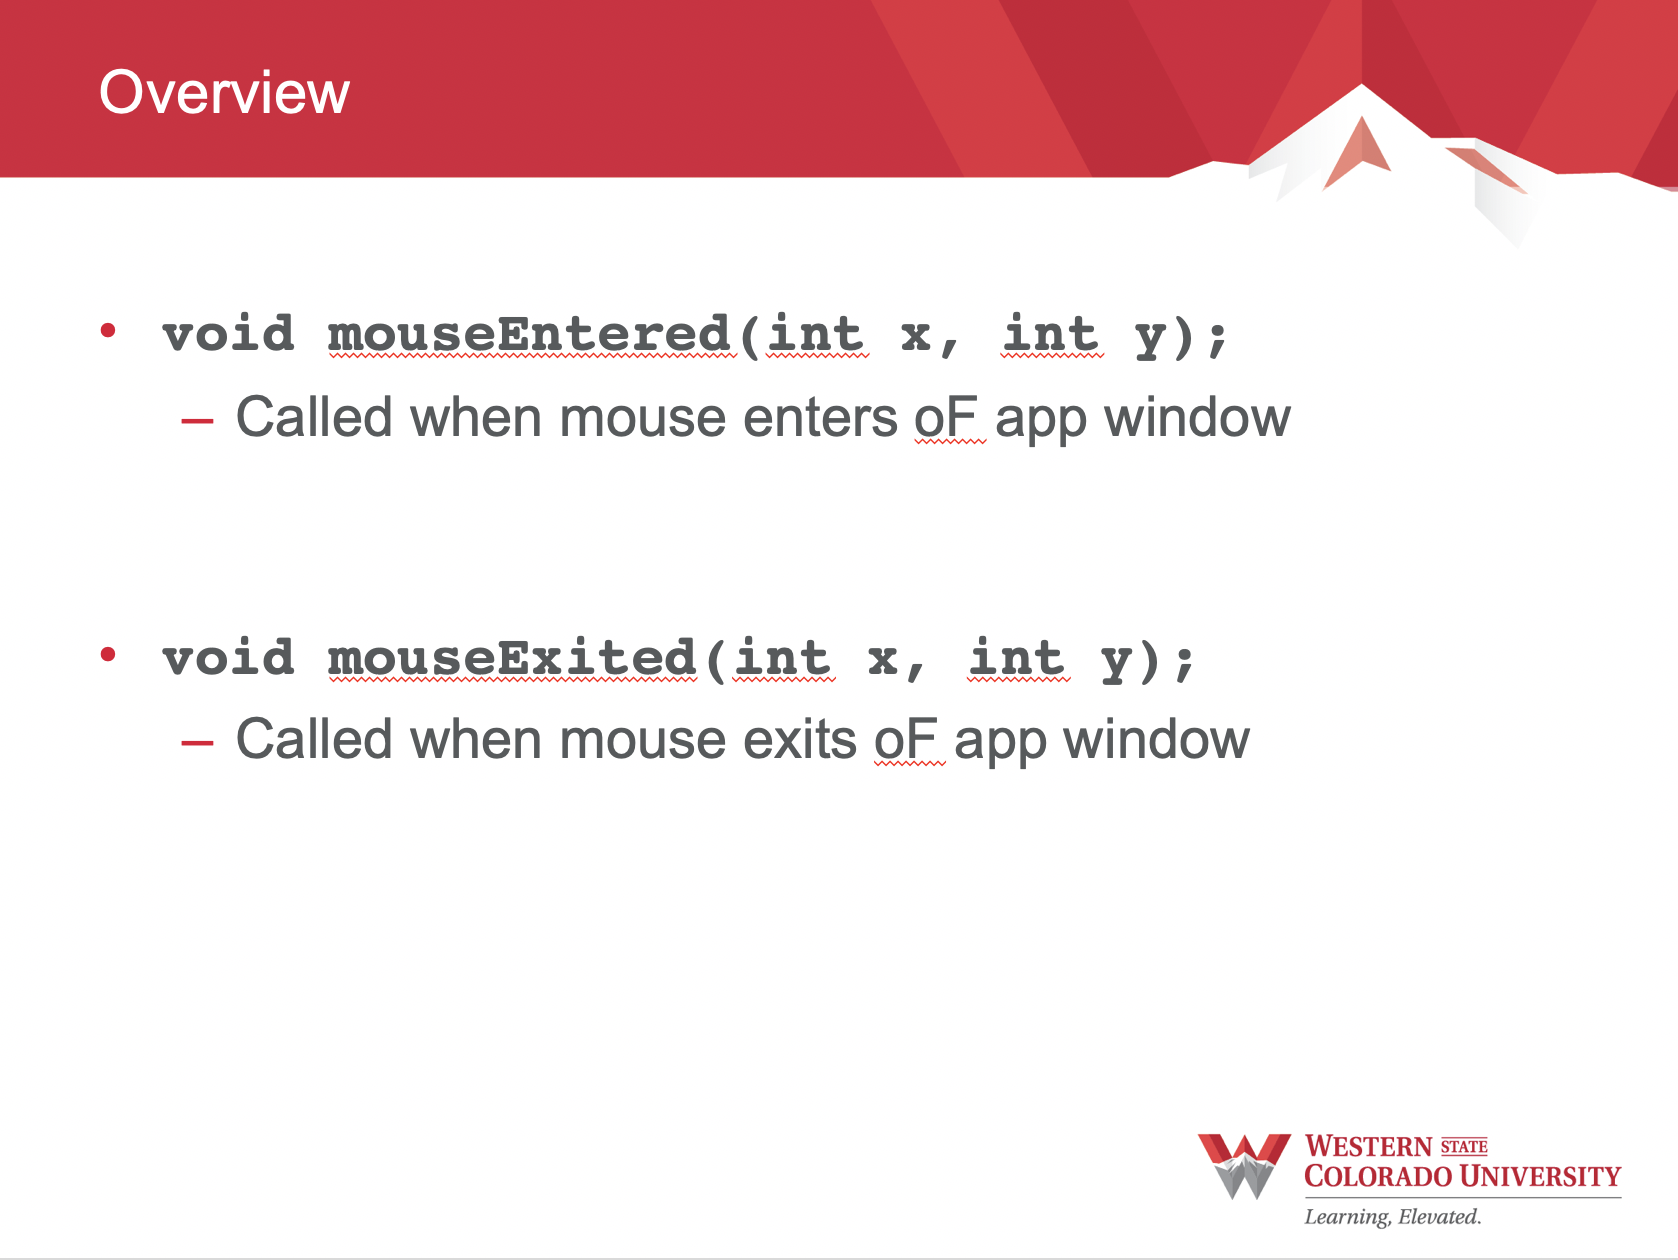 Overview
• void mouseEntered(int x, int y);
– Called when mouse enters oF app window
• void mouseExited(int x, int y);
– Called when mouse exits oF app window
WESTERN STATE
COLORADO UNIVERSITY
Learning, Elevated.